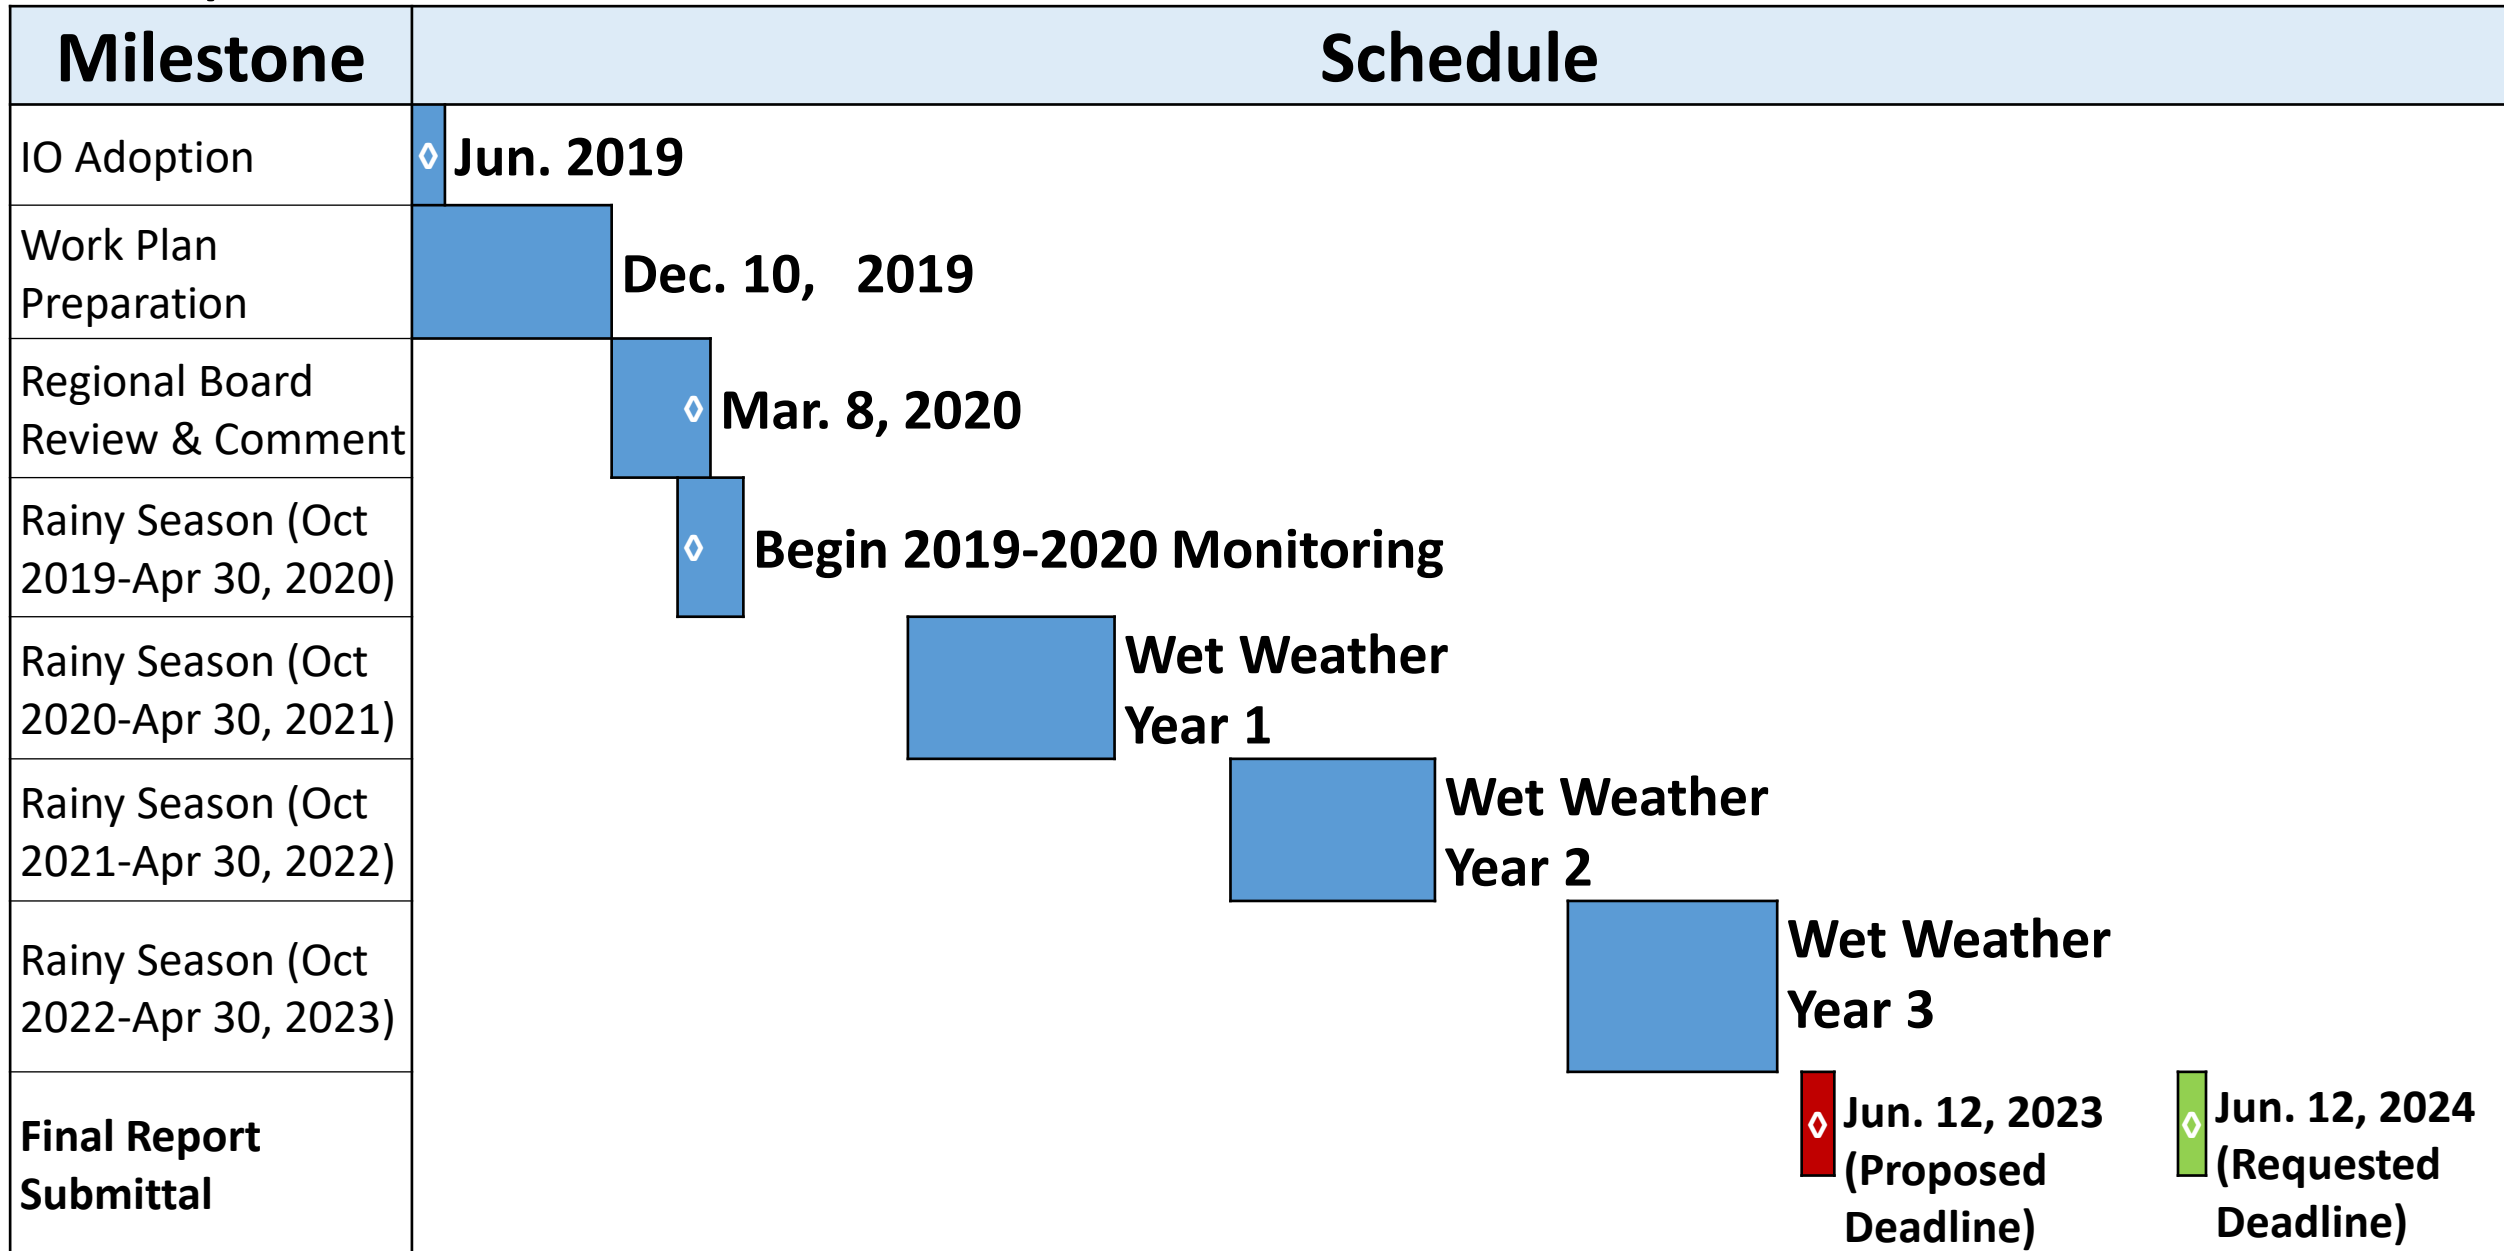 Milestone
Schedule
IO Adoption
Jun. 2019
Work Plan
Preparation
Dec. 10, 2019
Regional Board
Review & Comment
Mar. 8, 2020
Rainy Season (Oct
2019-Apr 30, 2020)
Begin 2019-2020 Monitoring
Rainy Season (Oct
2020-Apr 30, 2021)
Wet Weather
Year 1
Rainy Season (Oct
2021-Apr 30, 2022)
Wet Weather
Year 2
Rainy Season (Oct
2022-Apr 30, 2023)
Wet Weather
Year 3
Final Report
Submittal
Jun. 12, 2023
(Proposed
Deadline)
Jun. 12, 2024
(Requested
Deadline)